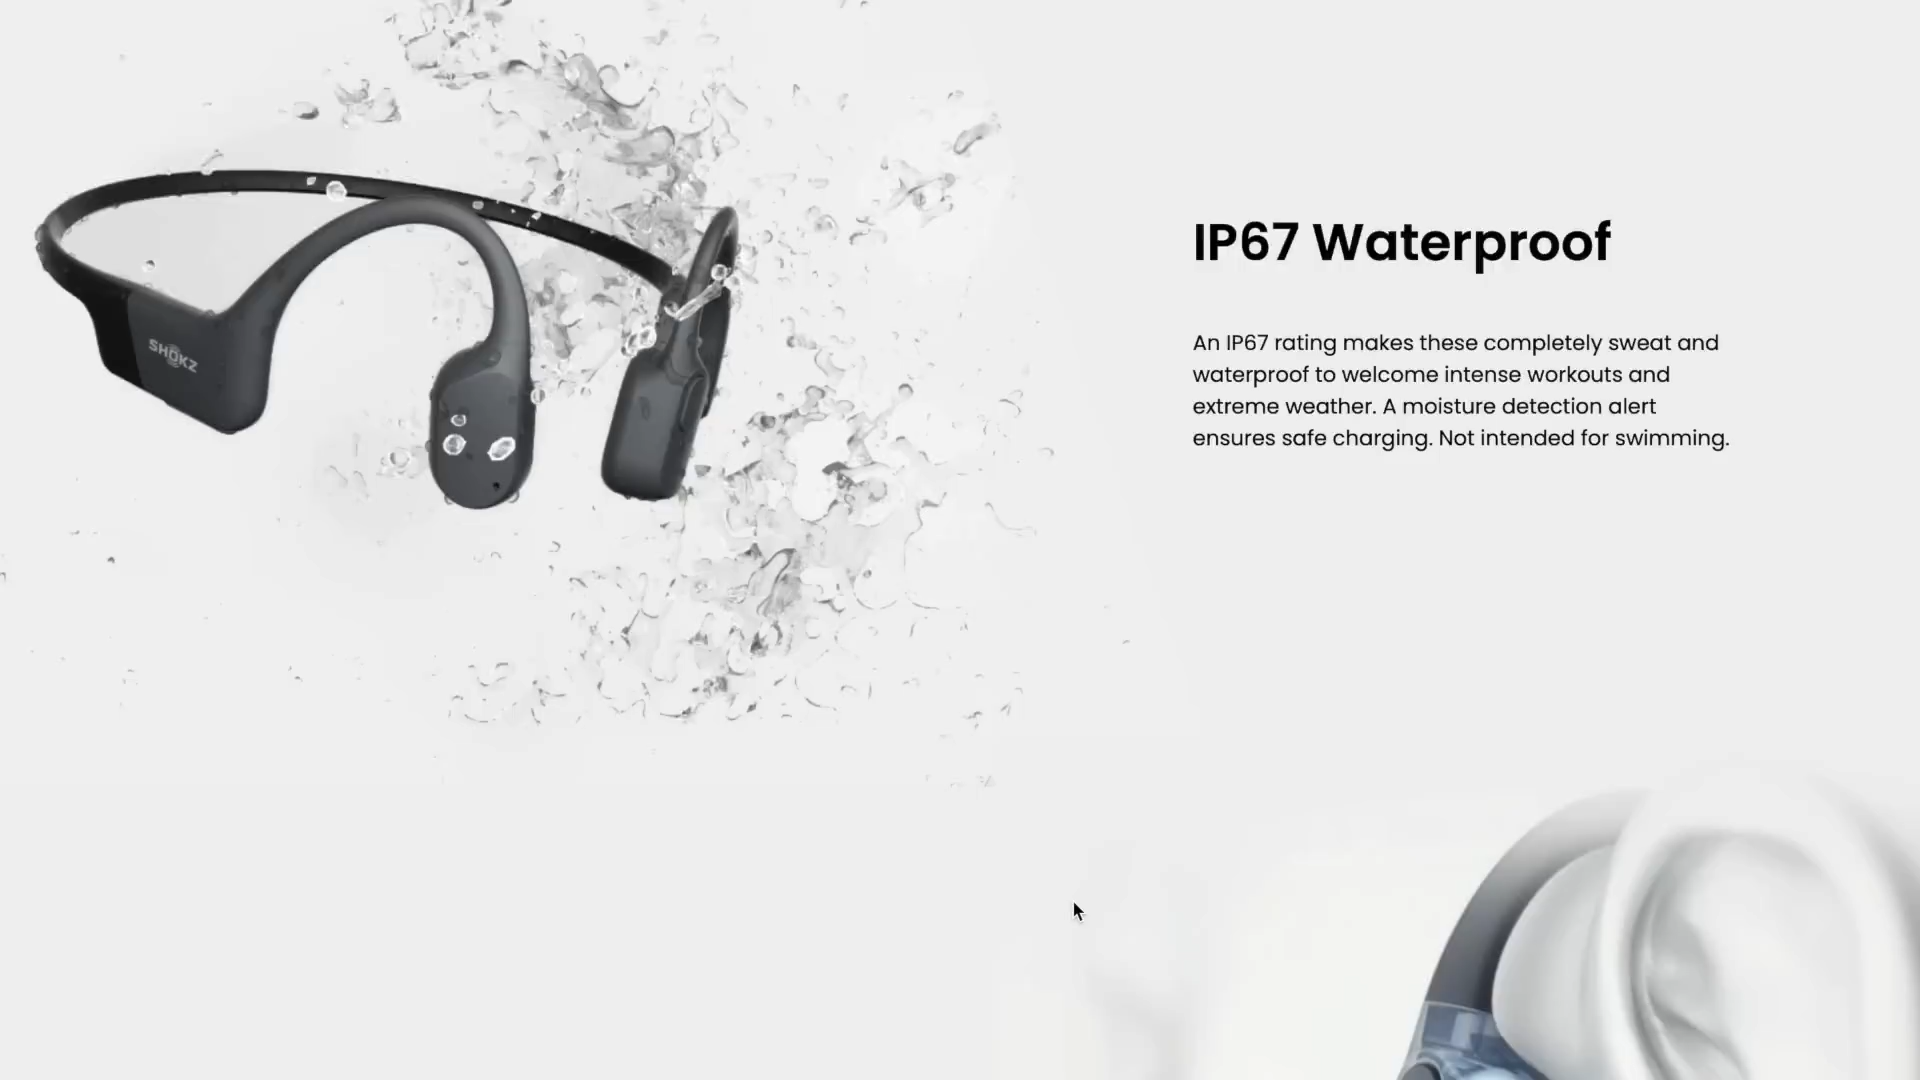 IP67 Waterproof
An IP67 rating makes these completely sweat and
waterproof to welcome intense workouts and
extreme weather. A moisture detection alert
ensures safe charging. Not intended for swimming.
SHOKZ